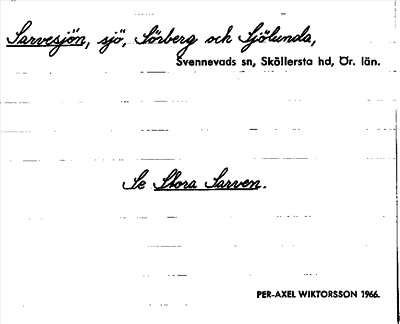 Sarvesjön, sjö, Sörberg och Sjölunda,
Svennevads sn, Sköllersta hd, Ör. län.
Se Stora Sarven.
PER-AXEL WIKTORSSON 1966.